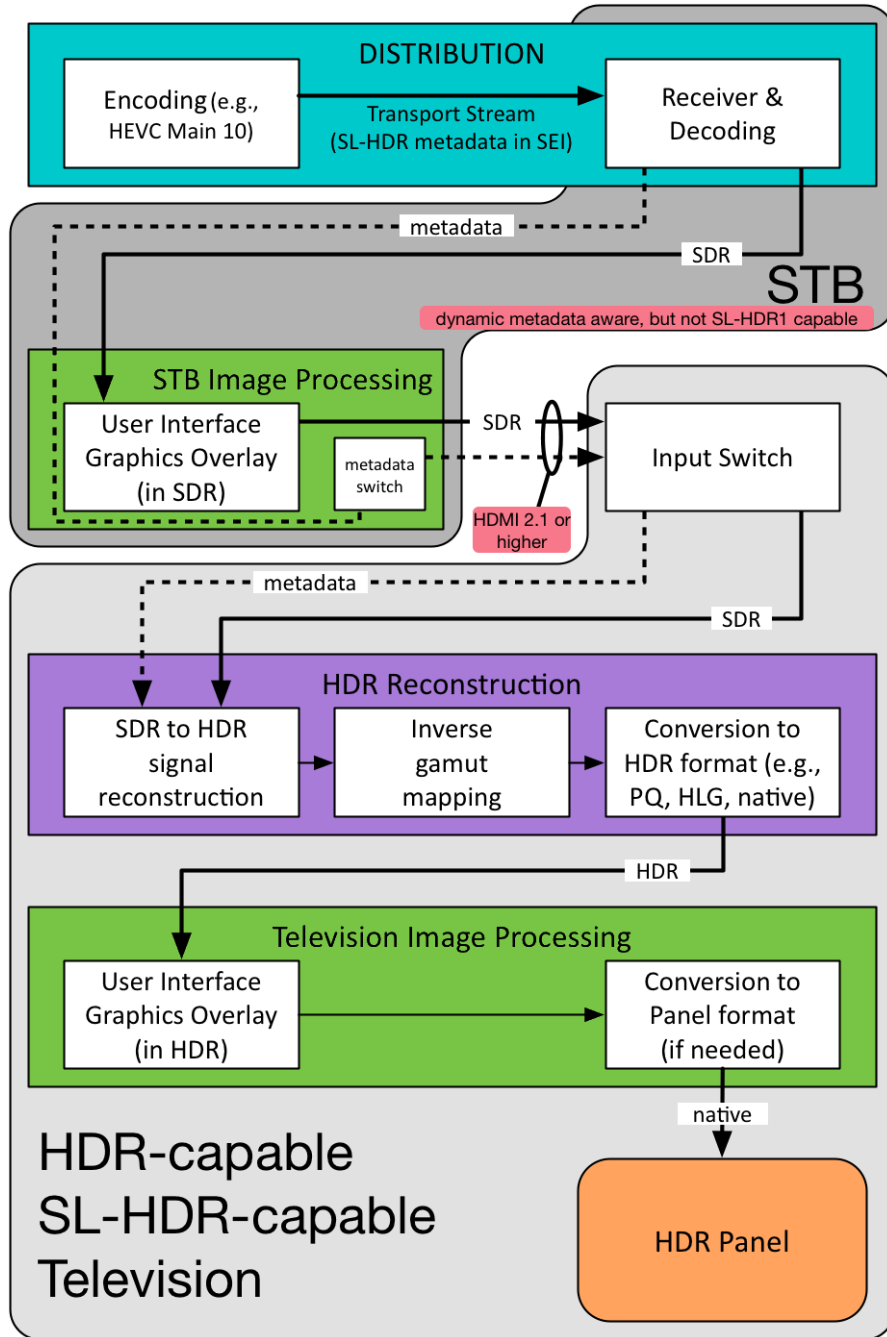 DISTRIBUTION
Encoding (e.g.,
HEVC Main 10)
Transport Stream
(SL-HDR metadata in SEI)
Receiver &
Decoding
metadata
SDR
STB
dynamic metadata aware, but not SL-HDR1 capable
STB Image Processing
User Interface
Graphics Overlay
(in SDR)
metadata
switch
SDR
HDMI 2.1 or
higher
Input Switch
metadata
SDR
HDR Reconstruction
SDR to HDR
signal
reconstruction
Inverse
gamut
mapping
Conversion to
HDR format (e.g.,
PQ, HLG, native)
HDR
Television Image Processing
User Interface
Graphics Overlay
(in HDR)
Conversion to
Panel format
(if needed)
native
HDR-capable
SL-HDR-capable
Television
HDR Panel